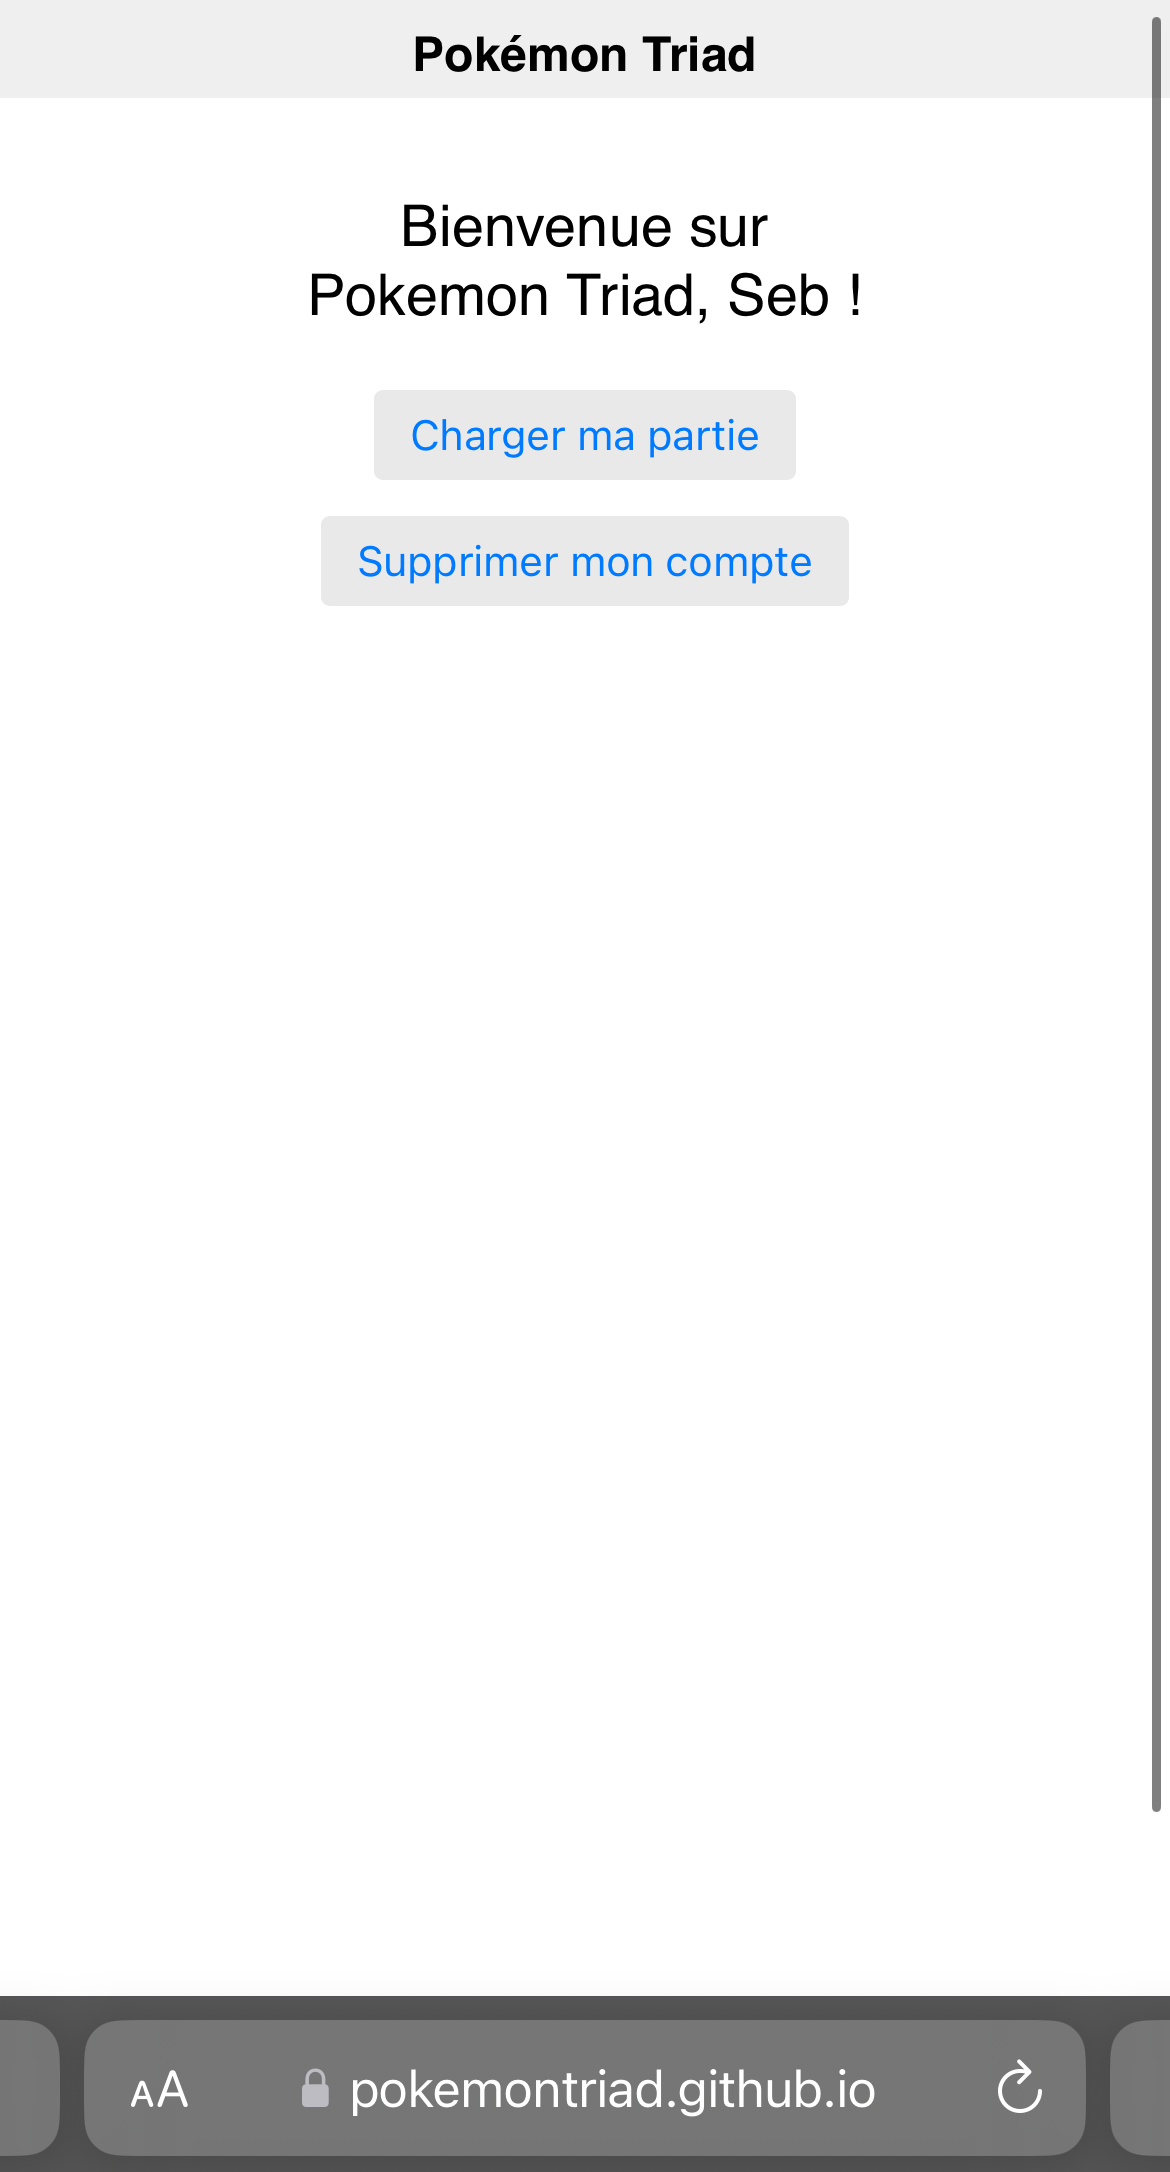 Pokémon Triad
Bienvenue sur
Pokemon Triad, Seb !
Charger ma partie
Supprimer mon compte
AA pokemontriad.github.io